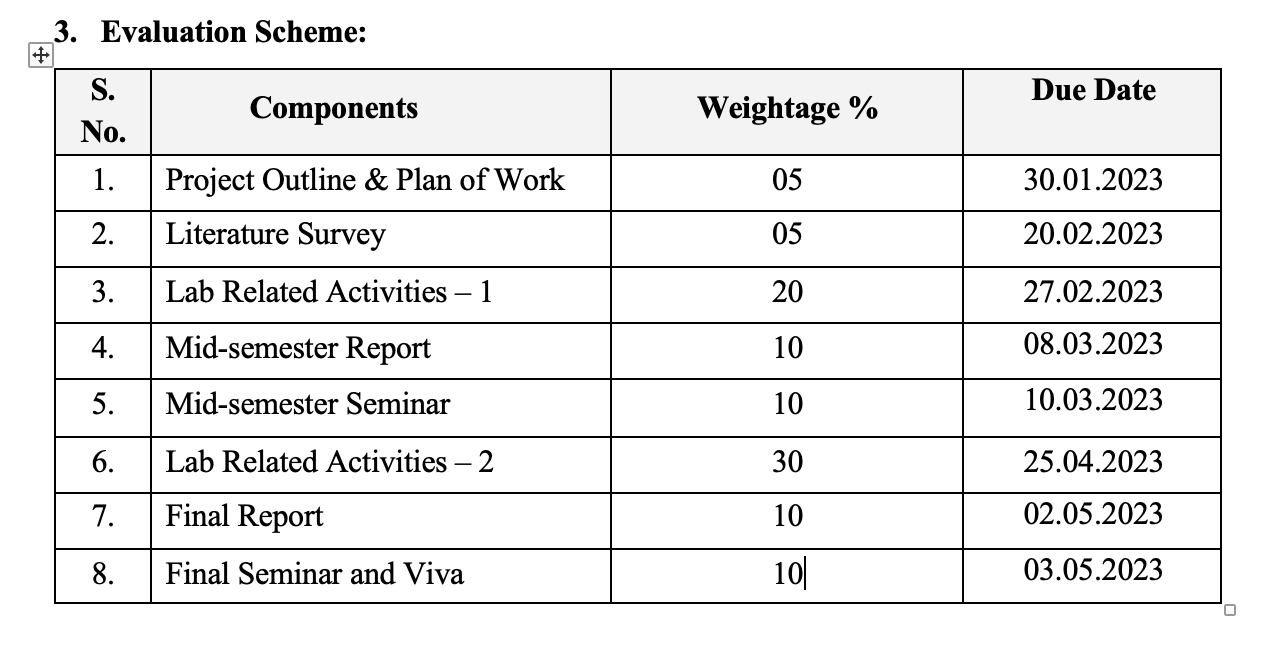 3. Evaluation Scheme:
S. No. Components Weightage % Due Date
1. Project Outline & Plan of Work 05 30.01.2023
2. Literature Survey 05 20.02.2023
3. Lab Related Activities – 1 20 27.02.2023
4. Mid-semester Report 10 08.03.2023
5. Mid-semester Seminar 10 10.03.2023
6. Lab Related Activities – 2 30 25.04.2023
7. Final Report 10 02.05.2023
8. Final Seminar and Viva 10 03.05.2023